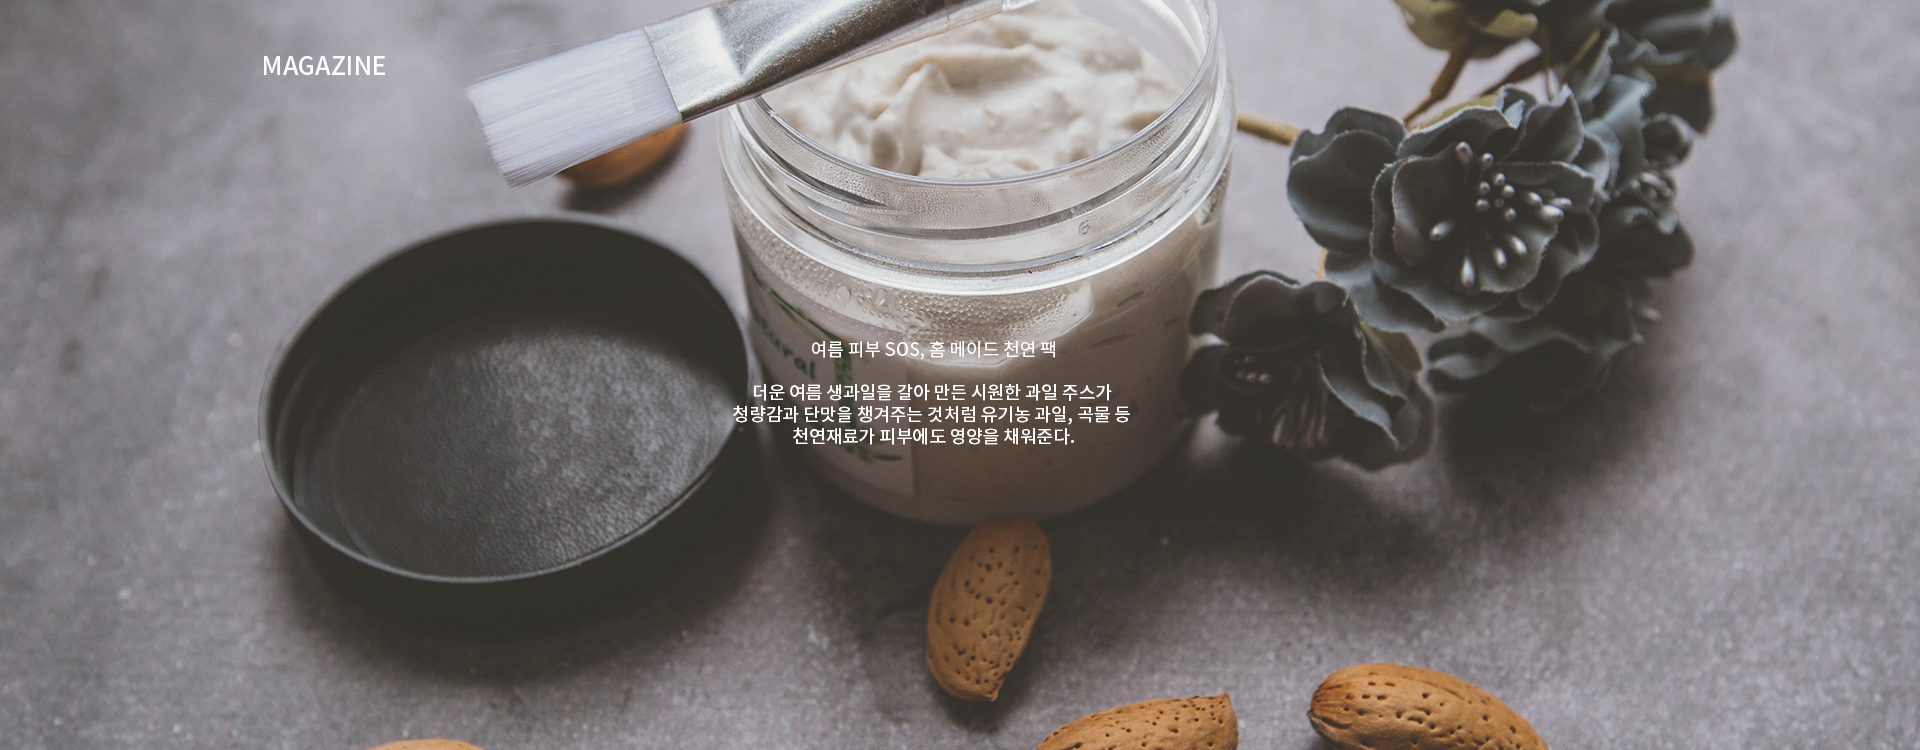 MAGAZINE
여름 피부 SOS, 홈 메이드 천연 팩
더운 여름 생과일을 갈아 만든 시원한 과일 주스가
청량감과 단맛을 챙겨주는 것처럼 유기농 과일, 곡물 등
천연재료가 피부에도 영양을 채워준다.